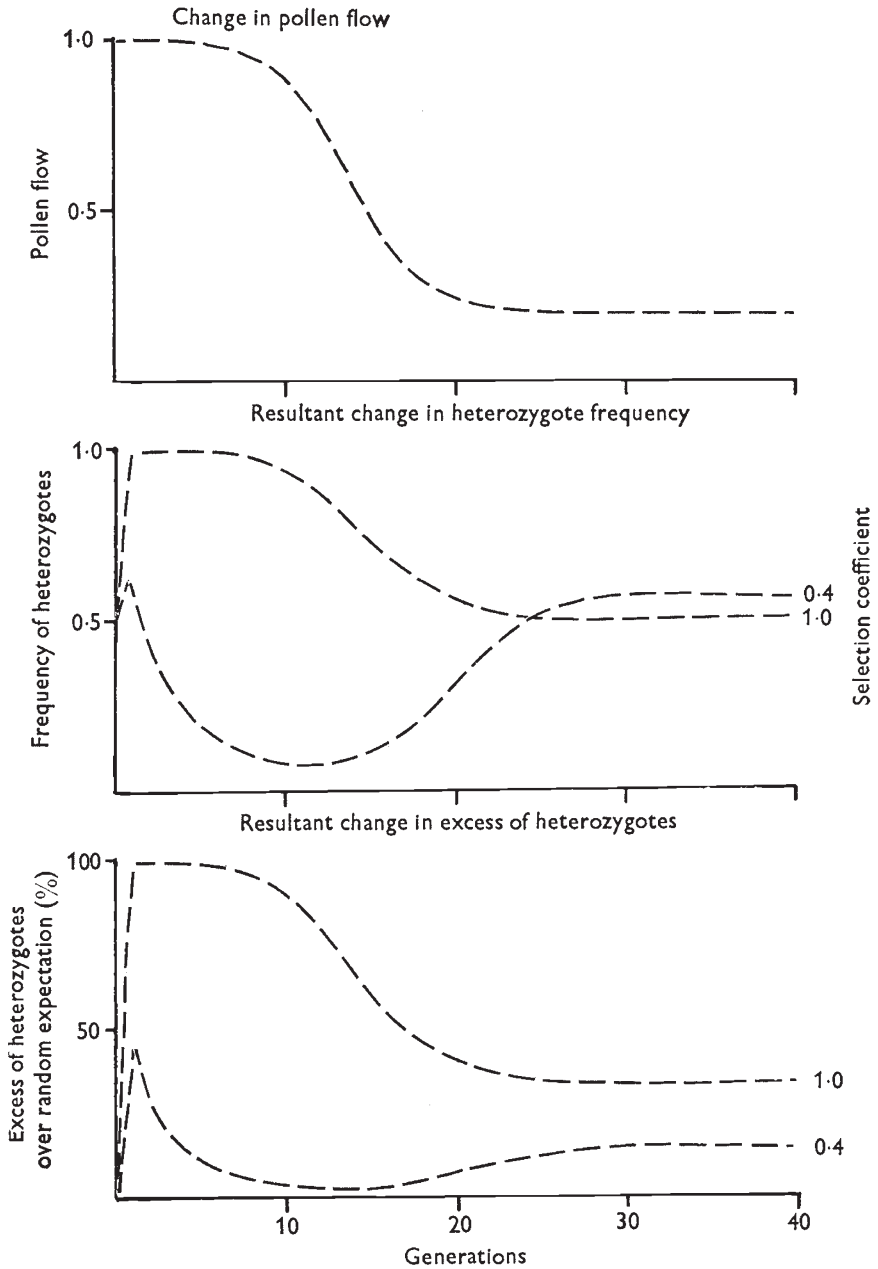 Change in pollen flow
1·0
Pollen flow
0·5
Resultant change in heterozygote frequency
1·0
Frequency of heterozygotes
0·5
0·4
1·0
Selection coefficient
Resultant change in excess of heterozygotes
100
Excess of heterozygotes
over random expectation (%)
50
1·0
0·4
10
20
30
40
Generations